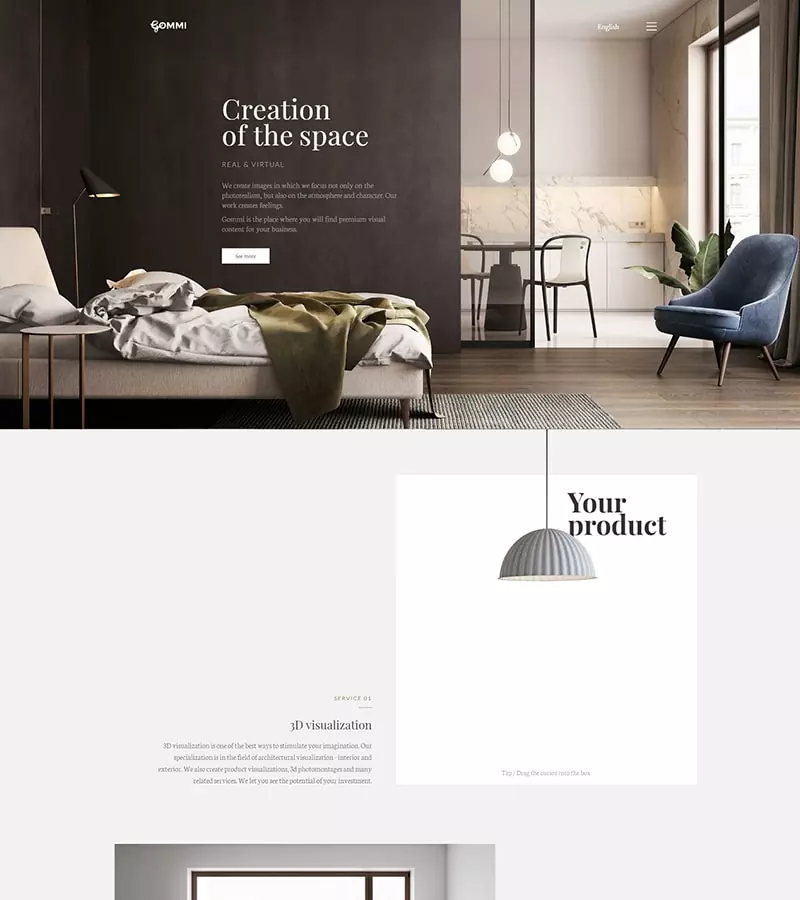 GOMMI
English
Creation
of the space
REAL & VIRTUAL
We create images in which we focus not only on the
photorealism, but also on the atmosphere and character. Our
work creates feelings.
Gommi is the place where you will find premium visual
content for your business.
See more
Your
product
SERVICE 01
3D visualization
3D visualization is one of the best ways to stimulate your imagination. Our
specialization is in the field of architectural visualization - interior and
exterior. We also create product visualizations, 3d photomontages and many
related services. We let you see the potential of your investment.
Tap / Drag the cursor into the box